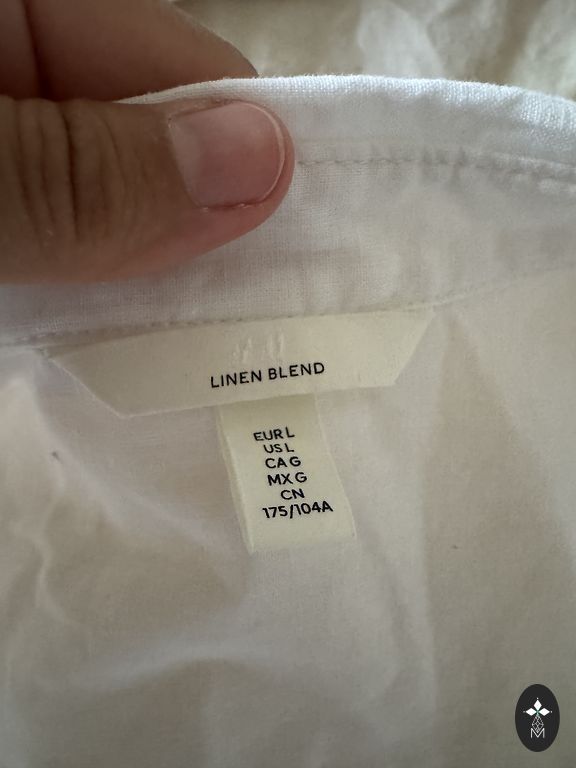 LINEN BLEND
EUR L
US L
CA G
MX G
CN
175/104A
M